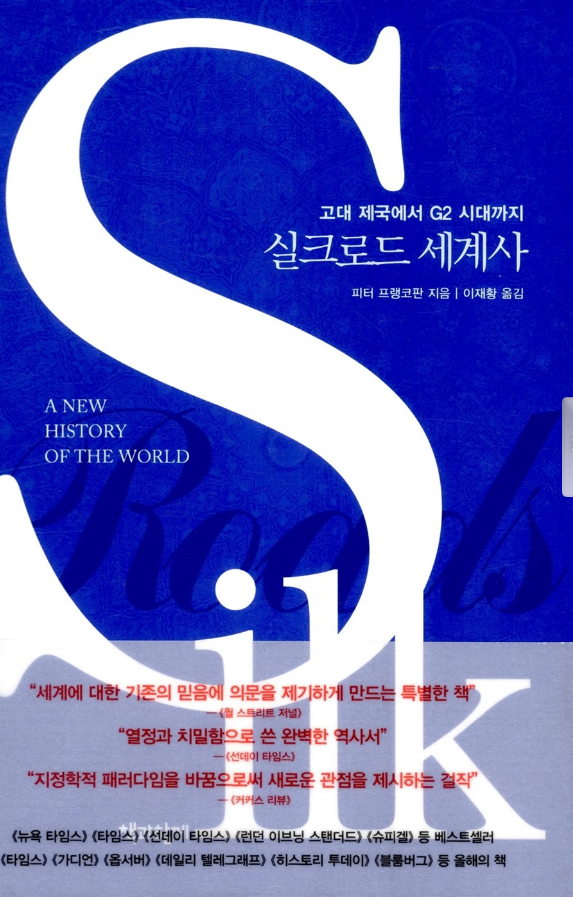 고대 제국에서 G2 시대까지
실크로드 세계사
피터 프랭코판 지음 | 이재황 옮김
A NEW
HISTORY
OF THE WORLD
Roads
Silk
“세계에 대한 기존의 믿음에 의문을 제기하게 만드는 특별한 책”
―《월 스트리트 저널》
“열정과 치밀함으로 쓴 완벽한 역사서”
―《선데이 타임스》
“지정학적 패러다임을 바꿈으로써 새로운 관점을 제시하는 걸작”
―《커커스 리뷰》
책과함께
《뉴욕 타임스》 《타임스》 《선데이 타임스》 《런던 이브닝 스탠더드》 《슈피겔》 등 베스트셀러
《타임스》 《가디언》 《옵서버》 《데일리 텔레그래프》 《히스토리 투데이》 《블룸버그》 등 올해의 책